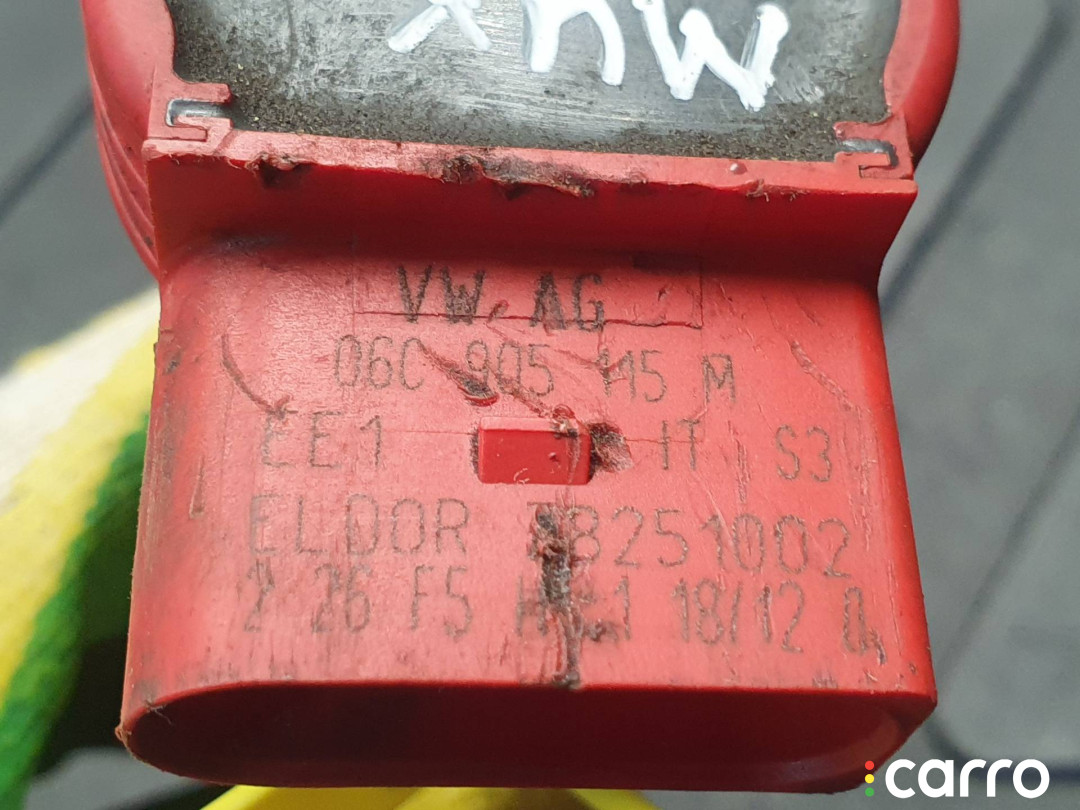 VW AG
06C 905 115 M
EE1 IT S3
ELDOR
2 26 F5 18/12
carro